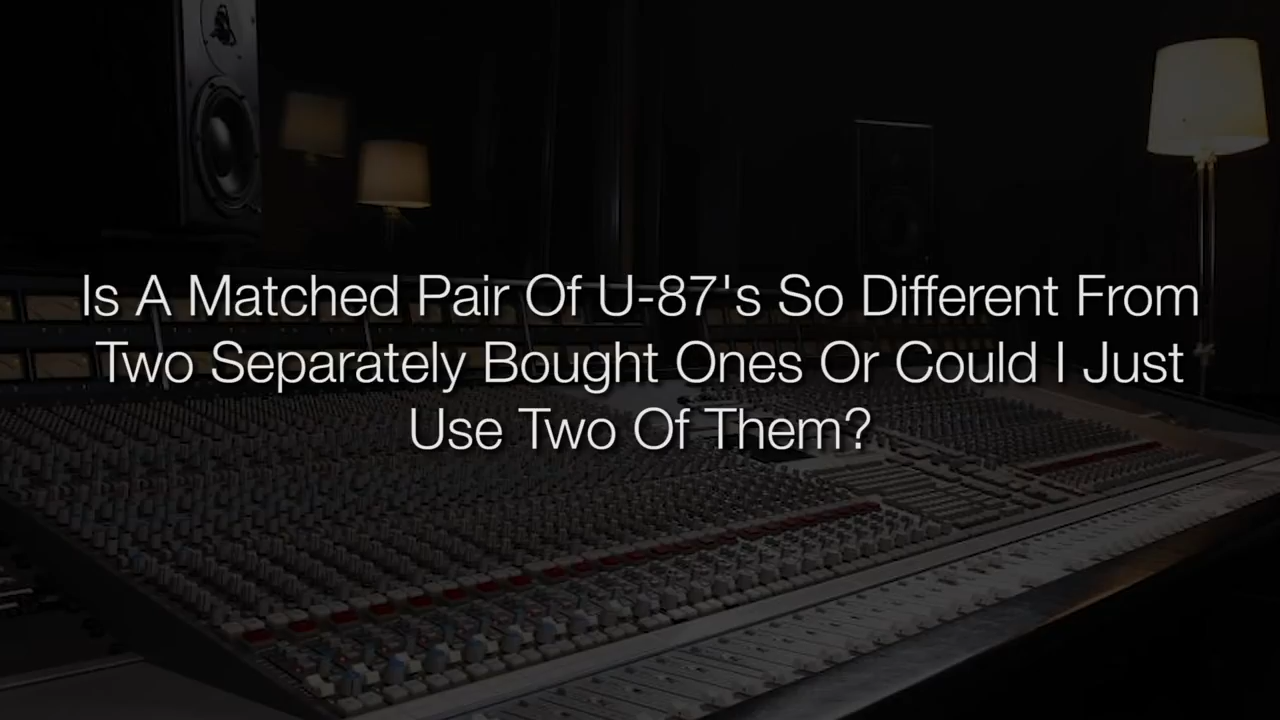 Is A Matched Pair Of U-87's So Different From
Two Separately Bought Ones Or Could I Just
Use Two Of Them?